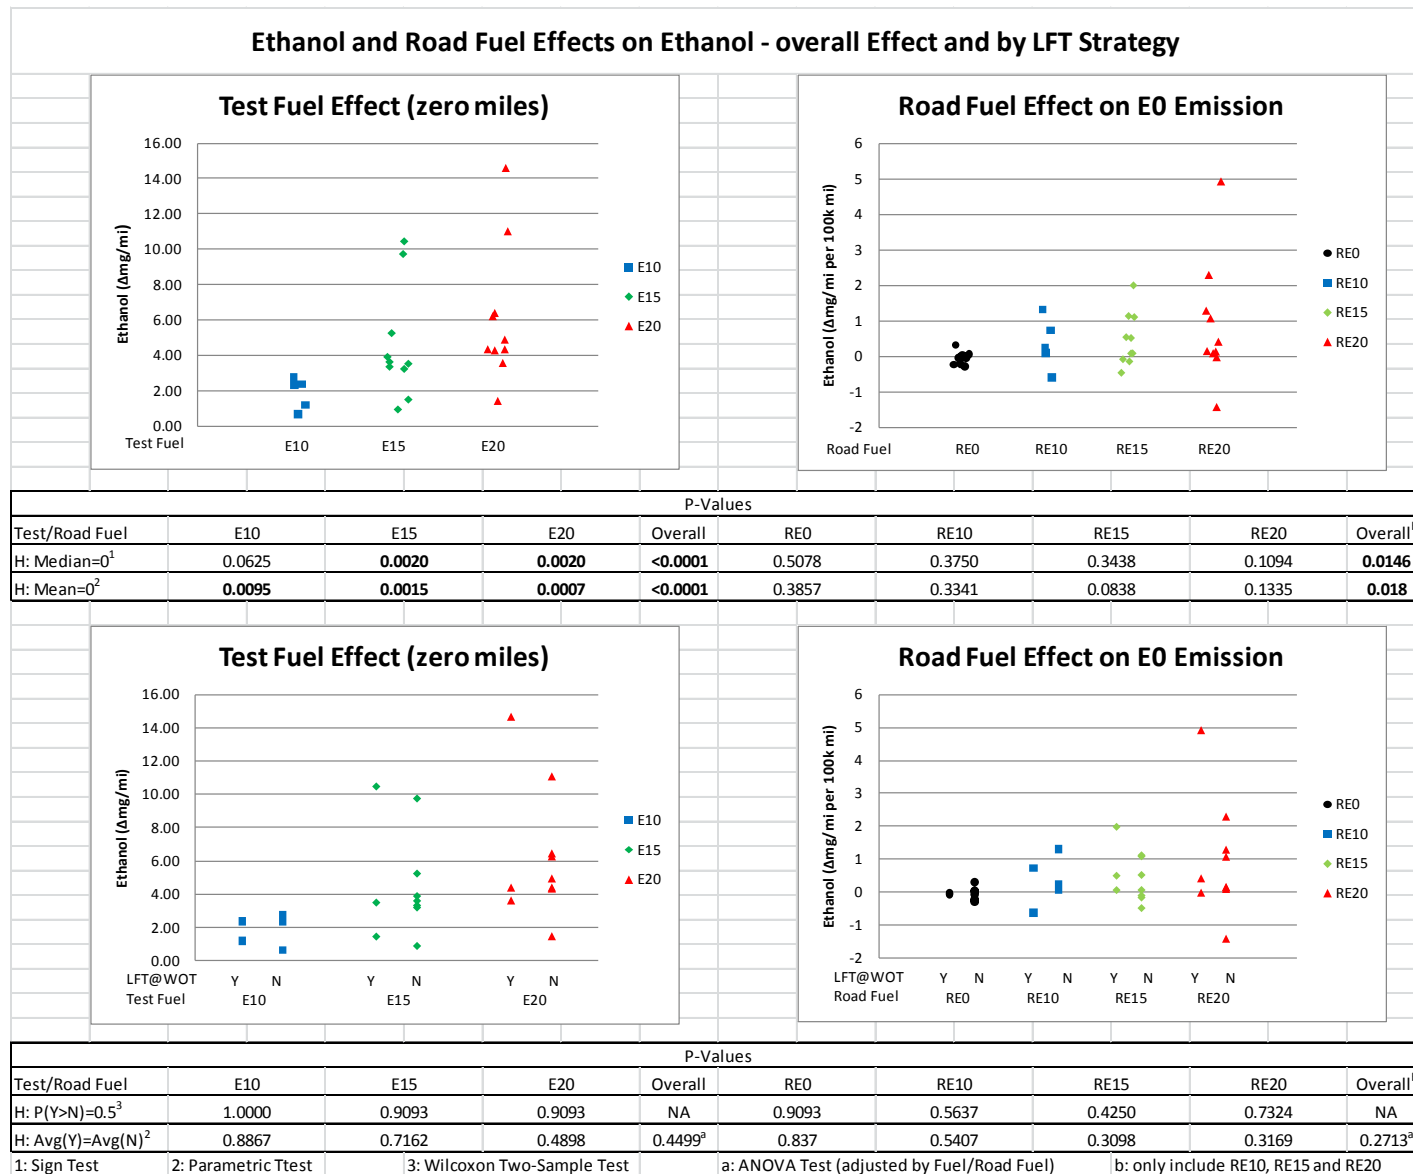 Ethanol and Road Fuel Effects on Ethanol - overall Effect and by LFT Strategy
Test Fuel Effect (zero miles)
Ethanol (Δmg/mi)
16.00
14.00
12.00
10.00
8.00
6.00
4.00
2.00
0.00
Test Fuel E10 E15 E20
E10
E15
E20
Road Fuel Effect on E0 Emission
Ethanol (Δmg/mi per 100k mi)
6
5
4
3
2
1
0
-1
-2
Road Fuel RE0 RE10 RE15 RE20
RE0
RE10
RE15
RE20
P-Values
Test/Road Fuel E10 E15 E20 Overall RE0 RE10 RE15 RE20 Overall
H: Median=0¹ 0.0625 0.0020 0.0020 <0.0001 0.5078 0.3750 0.3438 0.1094 0.0146
H: Mean=0² 0.0095 0.0015 0.0007 <0.0001 0.3857 0.3341 0.0838 0.1335 0.018
Test Fuel Effect (zero miles)
Ethanol (Δmg/mi)
16.00
14.00
12.00
10.00
8.00
6.00
4.00
2.00
0.00
LFT@WOT Y N Y N Y N
Test Fuel E10 E15 E20
E10
E15
E20
Road Fuel Effect on E0 Emission
Ethanol (Δmg/mi per 100k mi)
6
5
4
3
2
1
0
-1
-2
LFT@WOT Y N Y N Y N Y N
Road Fuel RE0 RE10 RE15 RE20
RE0
RE10
RE15
RE20
P-Values
Test/Road Fuel E10 E15 E20 Overall RE0 RE10 RE15 RE20 Overall
H: P(Y>N)=0.5³ 1.0000 0.9093 0.9093 NA 0.9093 0.5637 0.4250 0.7324 NA
H: Avg(Y)=Avg(N)² 0.8867 0.7162 0.4898 0.4499ᵃ 0.837 0.5407 0.3098 0.3169 0.2713ᵃ
1: Sign Test 2: Parametric Ttest 3: Wilcoxon Two-Sample Test a: ANOVA Test (adjusted by Fuel/Road Fuel) b: only include RE10, RE15 and RE20